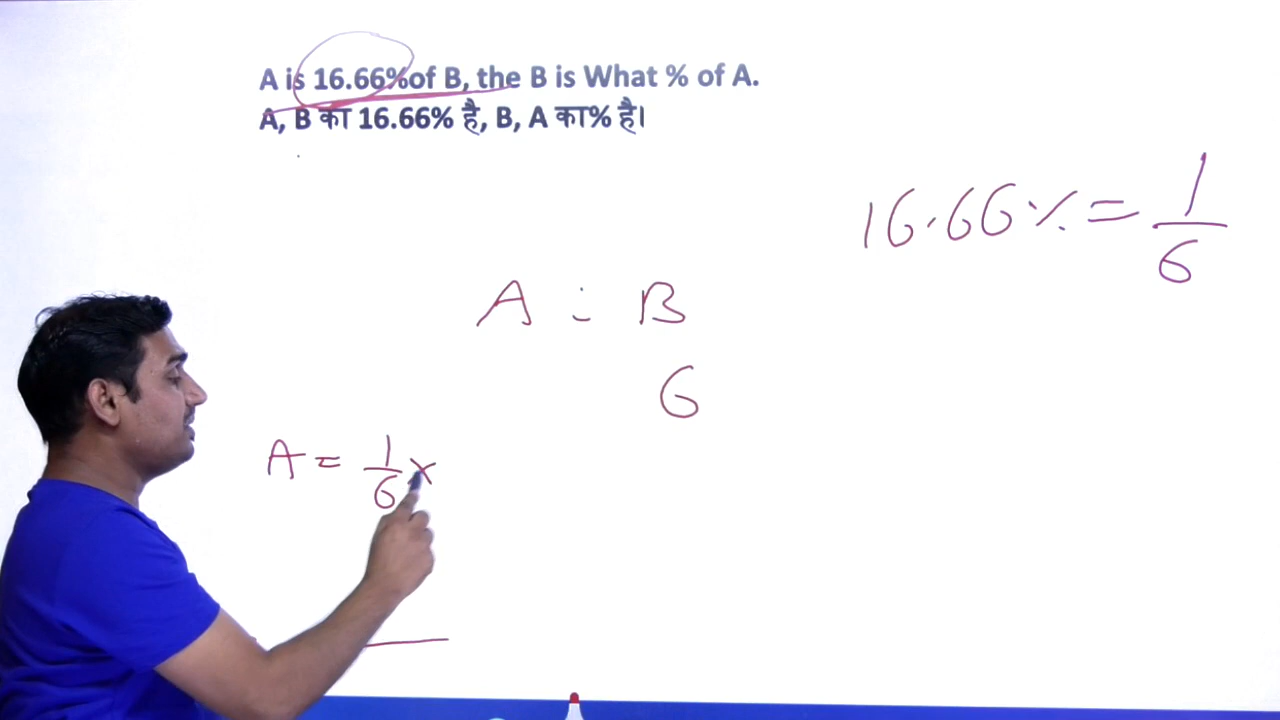 A is 16.66%of B, the B is What % of A.
A, B का 16.66% है, B, A का% है।
16.66% = 1/6
A : B
6
A = 1/6 ×